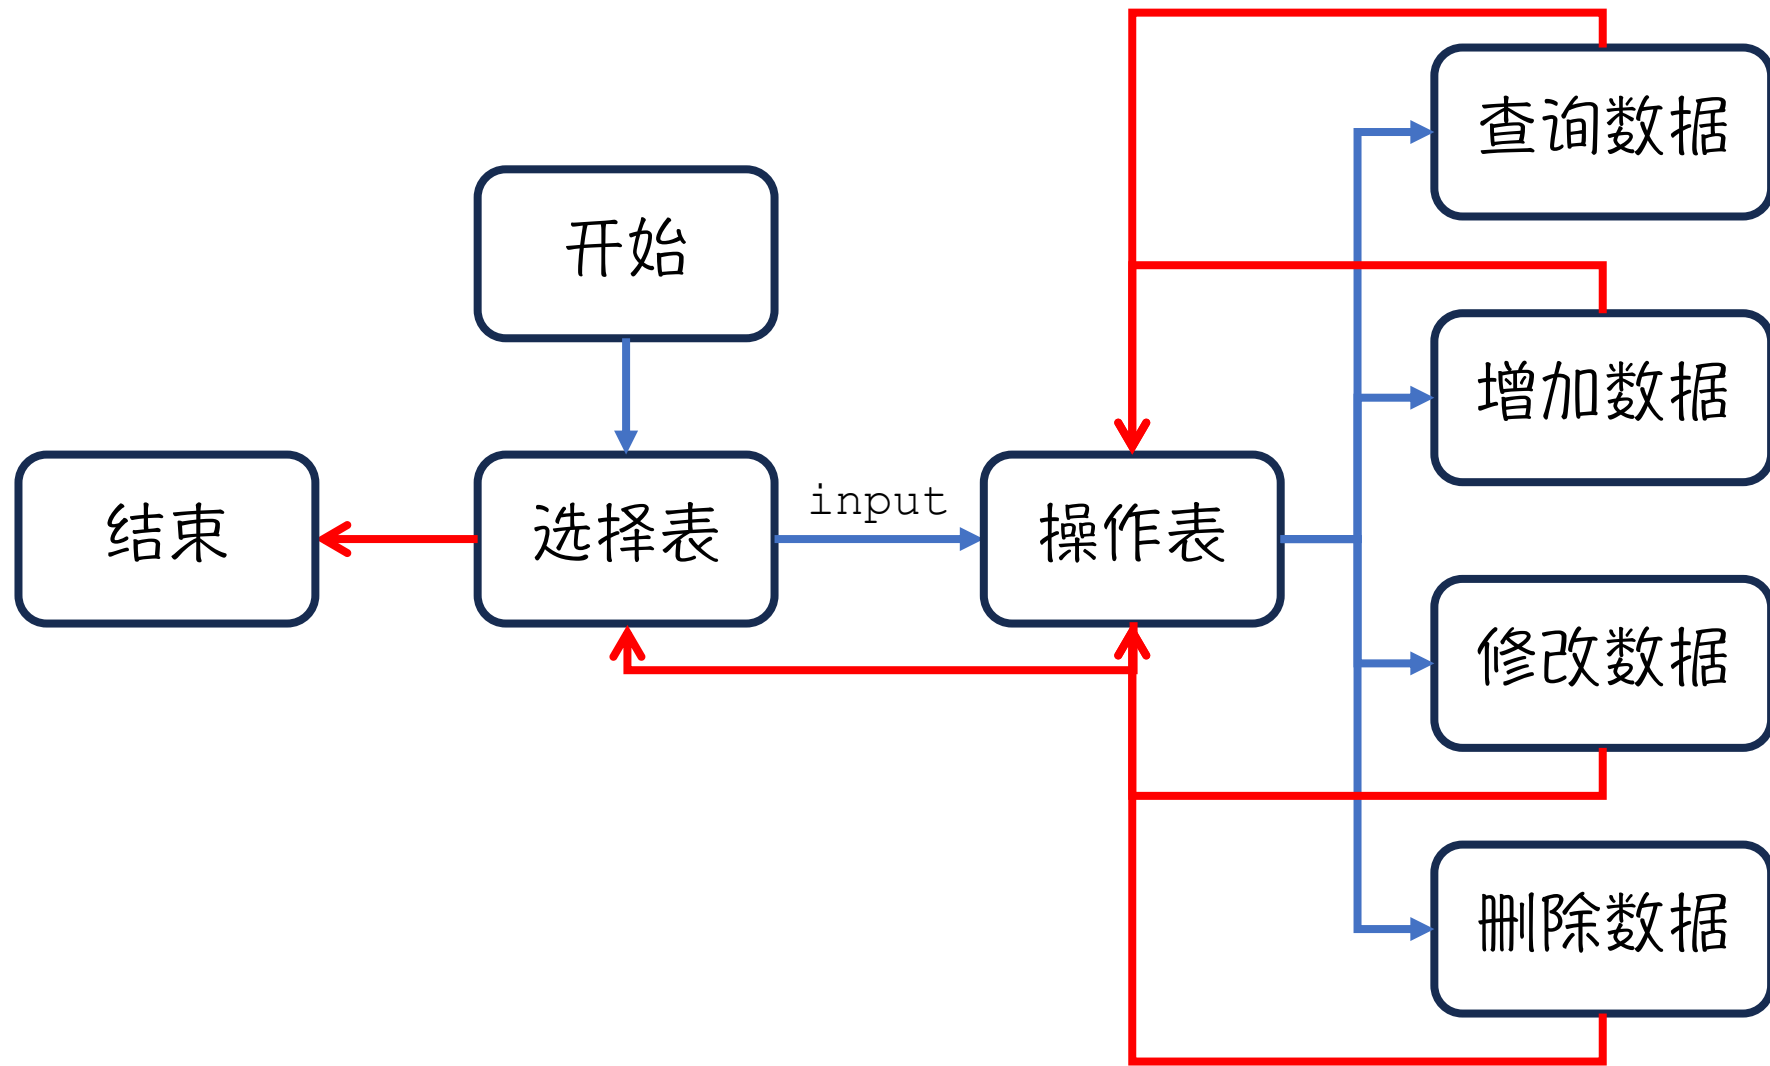 开始
结束
选择表
input
操作表
查询数据
增加数据
修改数据
删除数据